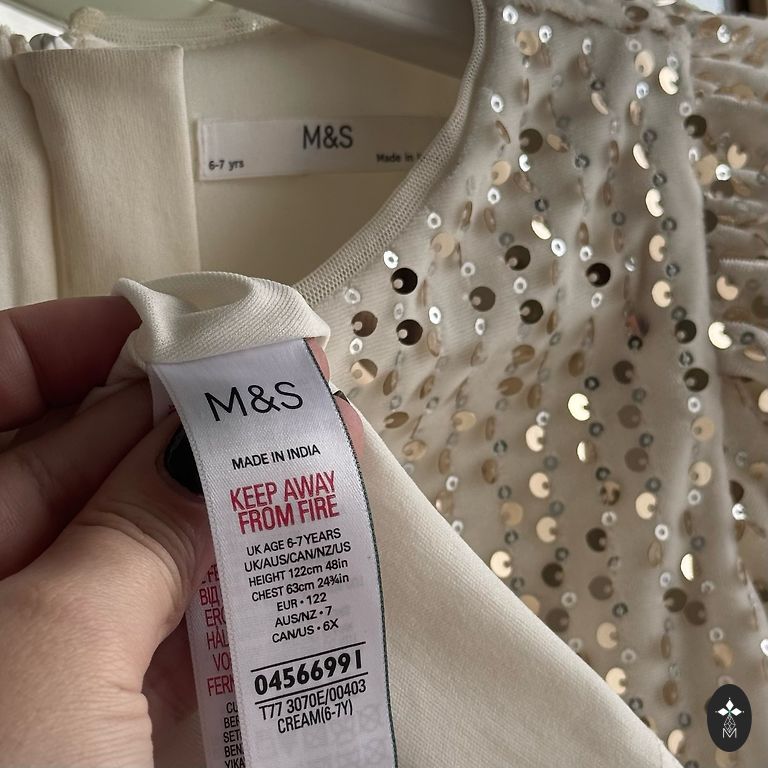 M&S
6-7 yrs
Made in
M&S
MADE IN INDIA
KEEP AWAY
FROM FIRE
UK AGE 6-7 YEARS
UK/AUS/CAN/NZ/US
HEIGHT 122cm 48in
CHEST 63cm 24¾in
EUR • 122
AUS/NZ • 7
CAN/US • 6X
04566991
T77 3070E/00403
CREAM(6-7Y)
M